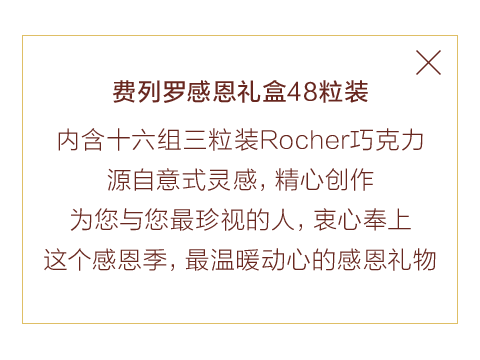 费列罗感恩礼盒48粒装
内含十六组三粒装Rocher巧克力
源自意式灵感, 精心创作
为您与您最珍视的人, 衷心奉上
这个感恩季, 最温暖动心的感恩礼物